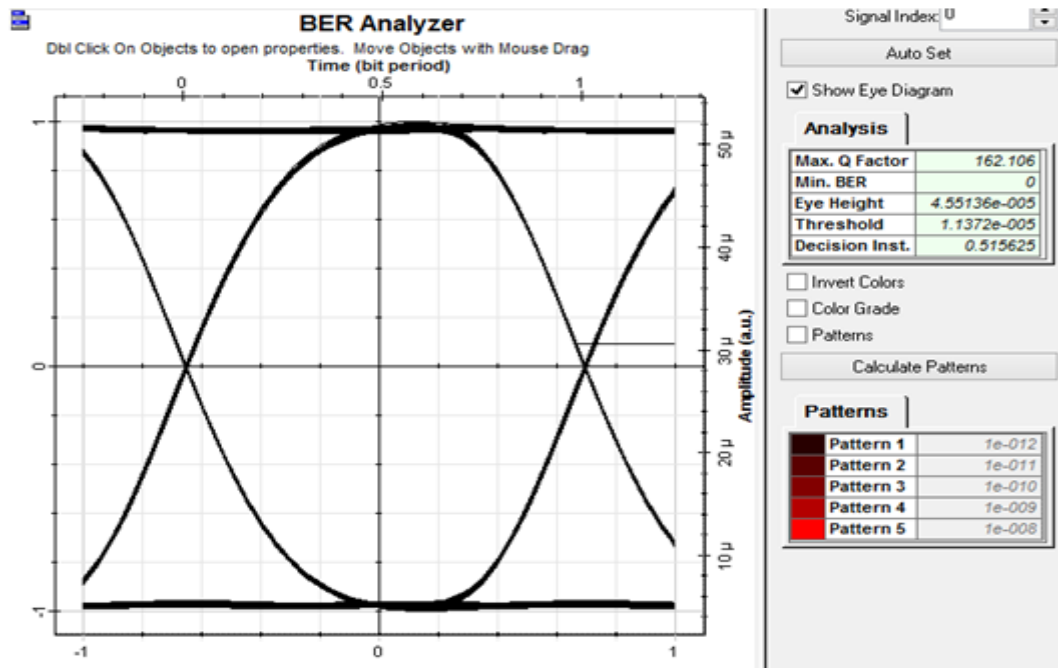 BER Analyzer
Dbl Click On Objects to open properties. Move Objects with Mouse Drag
Time (bit period)
0 0.5 1
1
0
-1
-1 0 1
50 µ
40 µ
30 µ
20 µ
10 µ
Amplitude (a.u.)
Signal Index: 0
Auto Set
Show Eye Diagram
Analysis
Max. Q Factor 162.106
Min. BER 0
Eye Height 4.55136e-005
Threshold 1.1372e-005
Decision Inst. 0.515625
Invert Colors
Color Grade
Patterns
Calculate Patterns
Patterns
Pattern 1 1e-012
Pattern 2 1e-011
Pattern 3 1e-010
Pattern 4 1e-009
Pattern 5 1e-008